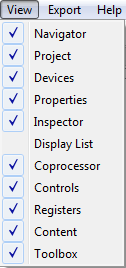 View Export Help
Navigator
Project
Devices
Properties
Inspector
Display List
Coprocessor
Controls
Registers
Content
Toolbox